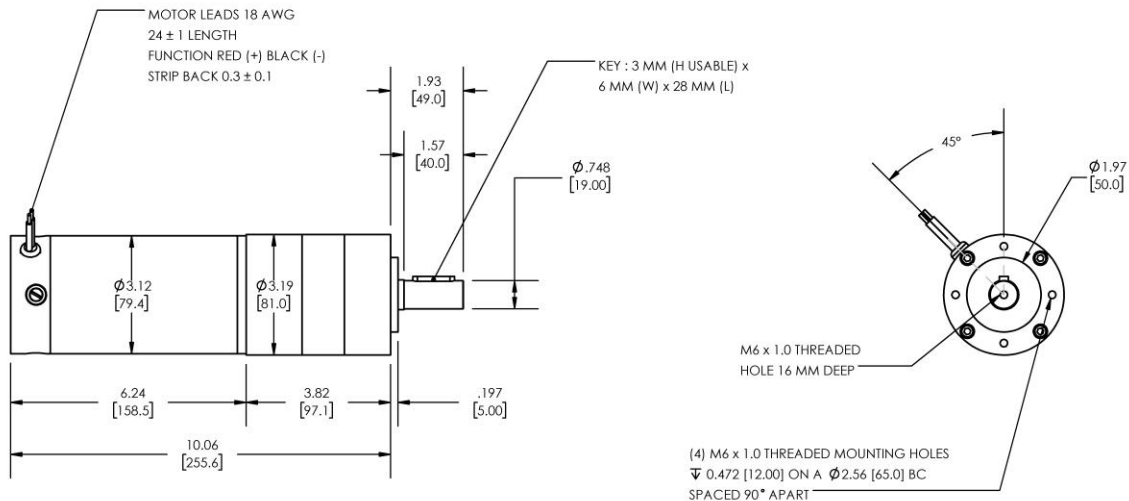 MOTOR LEADS 18 AWG
24 ± 1 LENGTH
FUNCTION RED (+) BLACK (-)
STRIP BACK 0.3 ± 0.1
KEY : 3 MM (H USABLE) x
6 MM (W) x 28 MM (L)
1.93
[49.0]
1.57
[40.0]
Ø.748
[19.00]
45°
Ø1.97
[50.0]
Ø3.12
[79.4]
Ø3.19
[81.0]
M6 x 1.0 THREADED
HOLE 16 MM DEEP
6.24
[158.5]
3.82
[97.1]
.197
[5.00]
10.06
[255.6]
(4) M6 x 1.0 THREADED MOUNTING HOLES
↧ 0.472 [12.00] ON A Ø2.56 [65.0] BC
SPACED 90° APART